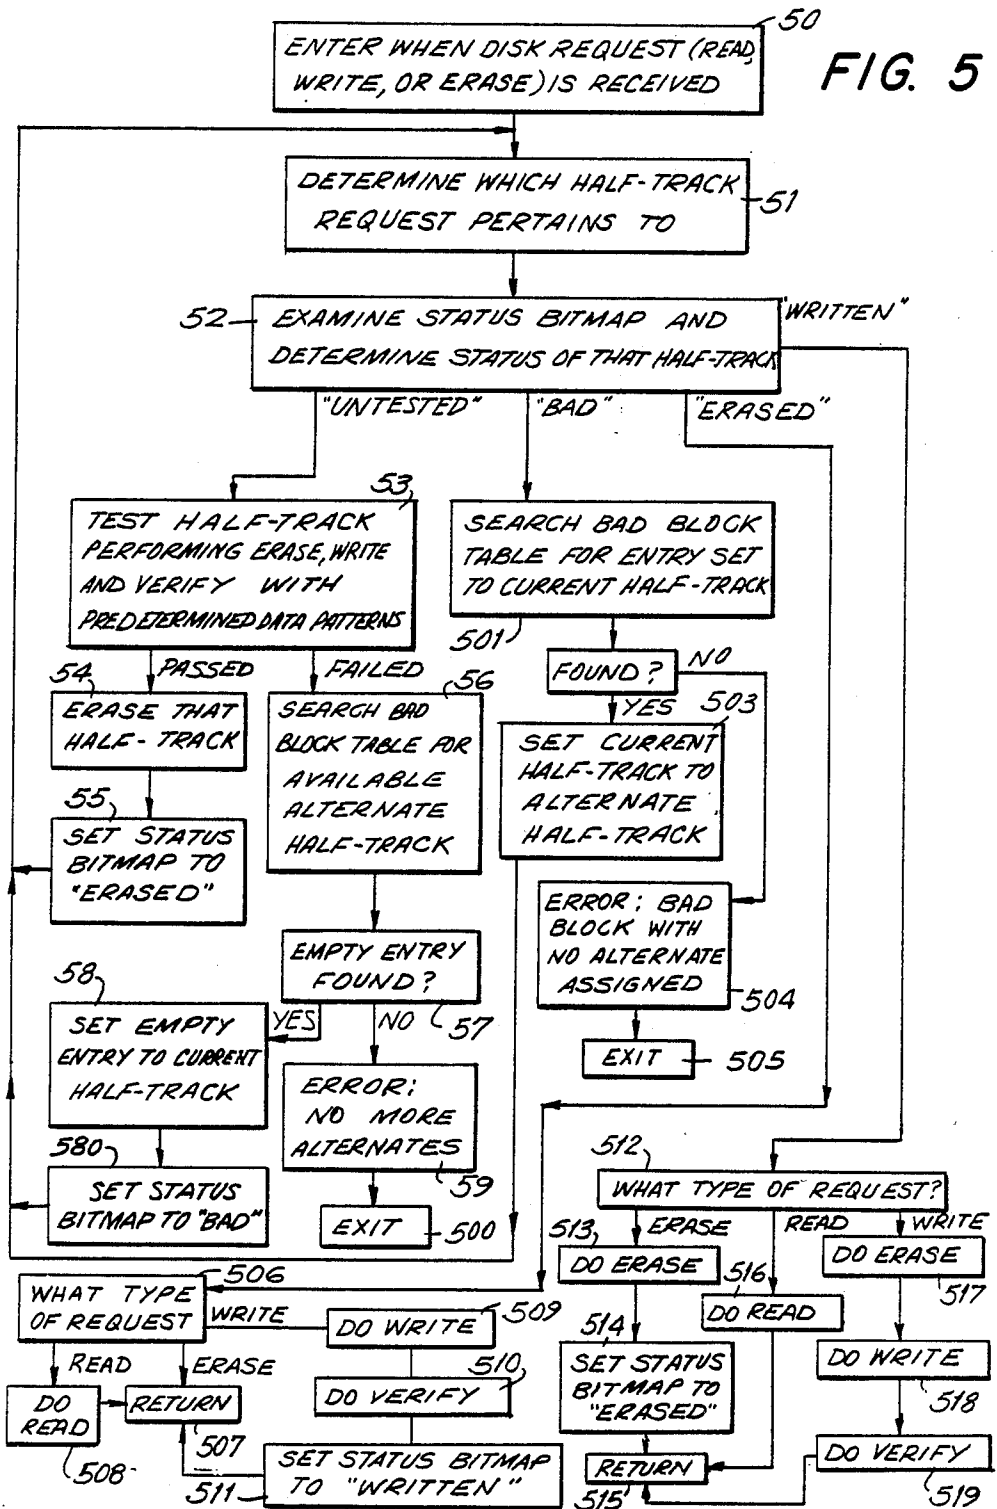 50
ENTER WHEN DISK REQUEST (READ,
WRITE, OR ERASE) IS RECEIVED
FIG. 5
DETERMINE WHICH HALF-TRACK
REQUEST PERTAINS TO
51
52
EXAMINE STATUS BITMAP AND
DETERMINE STATUS OF THAT HALF-TRACK
"WRITTEN"
"UNTESTED"
"BAD"
"ERASED"
53
TEST HALF-TRACK
PERFORMING ERASE, WRITE
AND VERIFY WITH
PREDETERMINED DATA PATTERNS
SEARCH BAD BLOCK
TABLE FOR ENTRY SET
TO CURRENT HALF-TRACK
501
PASSED
FAILED
FOUND?
NO
YES
54
ERASE THAT
HALF-TRACK
56
SEARCH BAD
BLOCK TABLE FOR
AVAILABLE
ALTERNATE
HALF-TRACK
503
SET CURRENT
HALF-TRACK TO
ALTERNATE
HALF-TRACK
55
SET STATUS
BITMAP TO
"ERASED"
ERROR: BAD
BLOCK WITH
NO ALTERNATE
ASSIGNED
504
EMPTY ENTRY
FOUND?
57
YES
NO
58
SET EMPTY
ENTRY TO CURRENT
HALF-TRACK
EXIT
505
ERROR:
NO MORE
ALTERNATES
59
580
SET STATUS
BITMAP TO "BAD"
EXIT
500
512
WHAT TYPE OF REQUEST?
ERASE
READ
WRITE
513
DO ERASE
516
DO READ
DO ERASE
517
506
WHAT TYPE
OF REQUEST
WRITE
509
DO WRITE
READ
ERASE
510
DO VERIFY
514
SET STATUS
BITMAP TO
"ERASED"
DO WRITE
518
DO
READ
508
RETURN
507
SET STATUS BITMAP
TO "WRITTEN"
511
RETURN
515
DO VERIFY
519